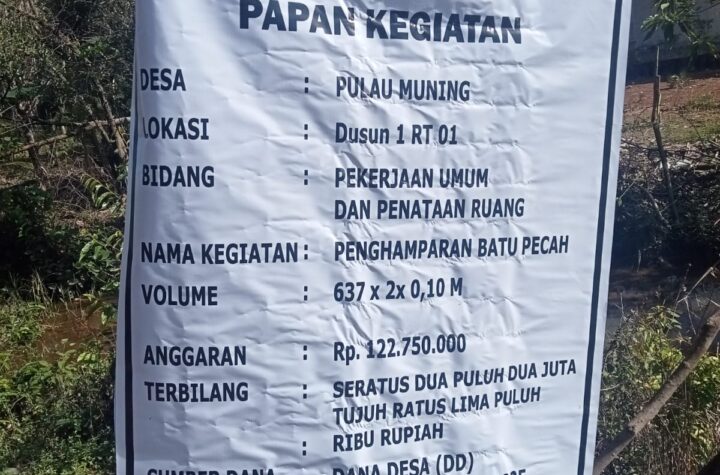 PAPAN KEGIATAN
DESA : PULAU MUNING
LOKASI : Dusun 1 RT 01
BIDANG : PEKERJAAN UMUM
DAN PENATAAN RUANG
NAMA KEGIATAN : PENGHAMPARAN BATU PECAH
VOLUME : 637 x 2x 0,10 M
ANGGARAN : Rp. 122.750.000
TERBILANG : SERATUS DUA PULUH DUA JUTA
TUJUH RATUS LIMA PULUH
: RIBU RUPIAH
SUMBER DANA : DANA DESA (DD)